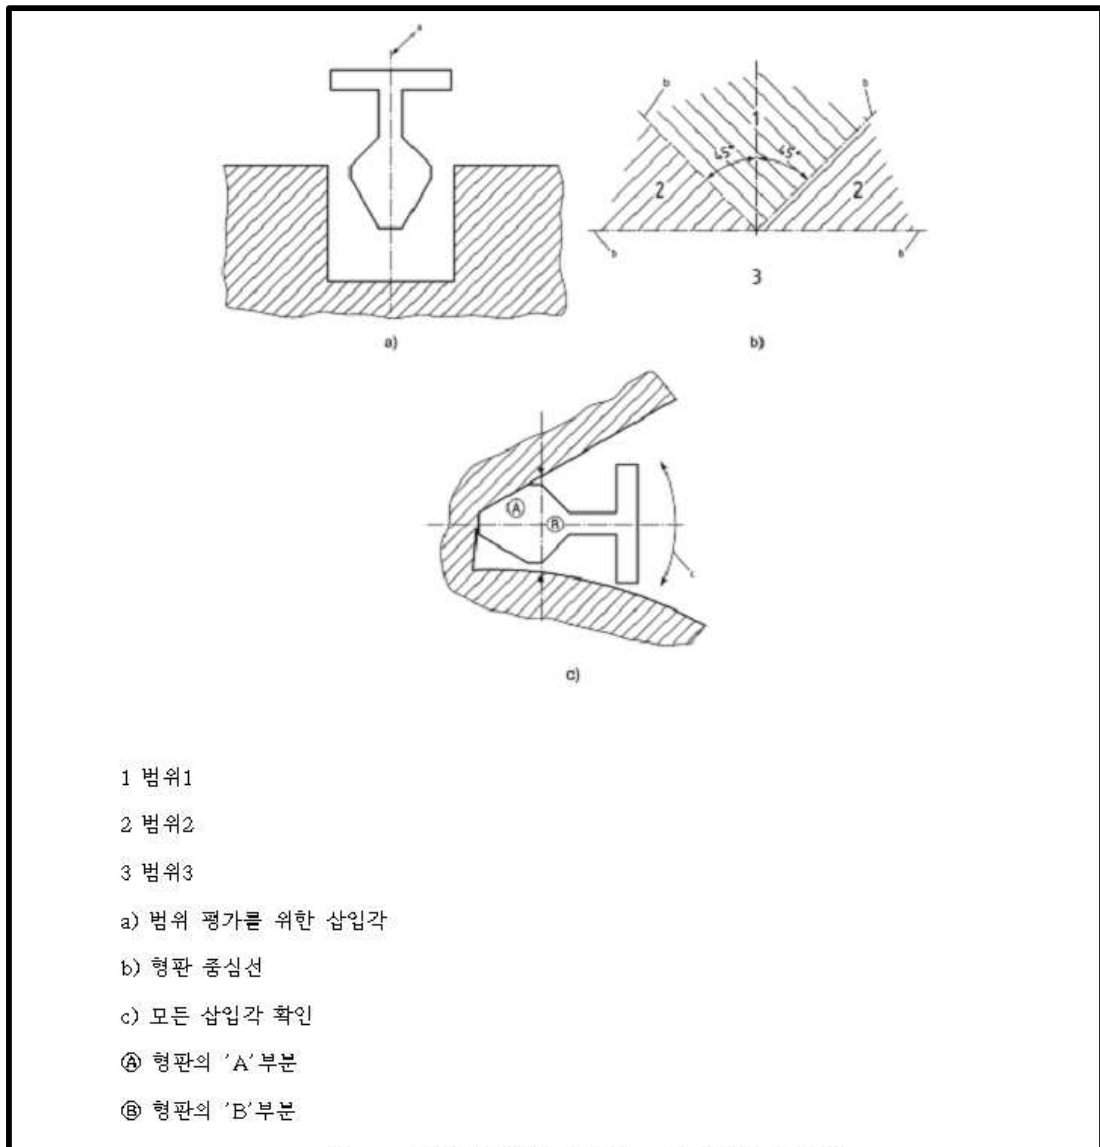 a
a)
b
b
1
45°
45°
2
2
b
b
3
b)
A
B
c
c)
1 범위1
2 범위2
3 범위3
a) 범위 평가를 위한 삽입각
b) 형판 중심선
c) 모든 삽입각 확인
Ⓐ 형판의 'A'부분
Ⓑ 형판의 'B'부분